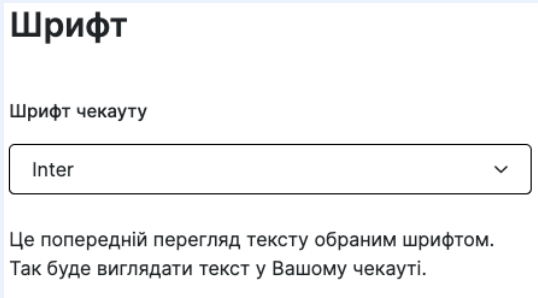 Шрифт
Шрифт чекауту
Inter
Це попередній перегляд тексту обраним шрифтом.
Так буде виглядати текст у Вашому чекауті.